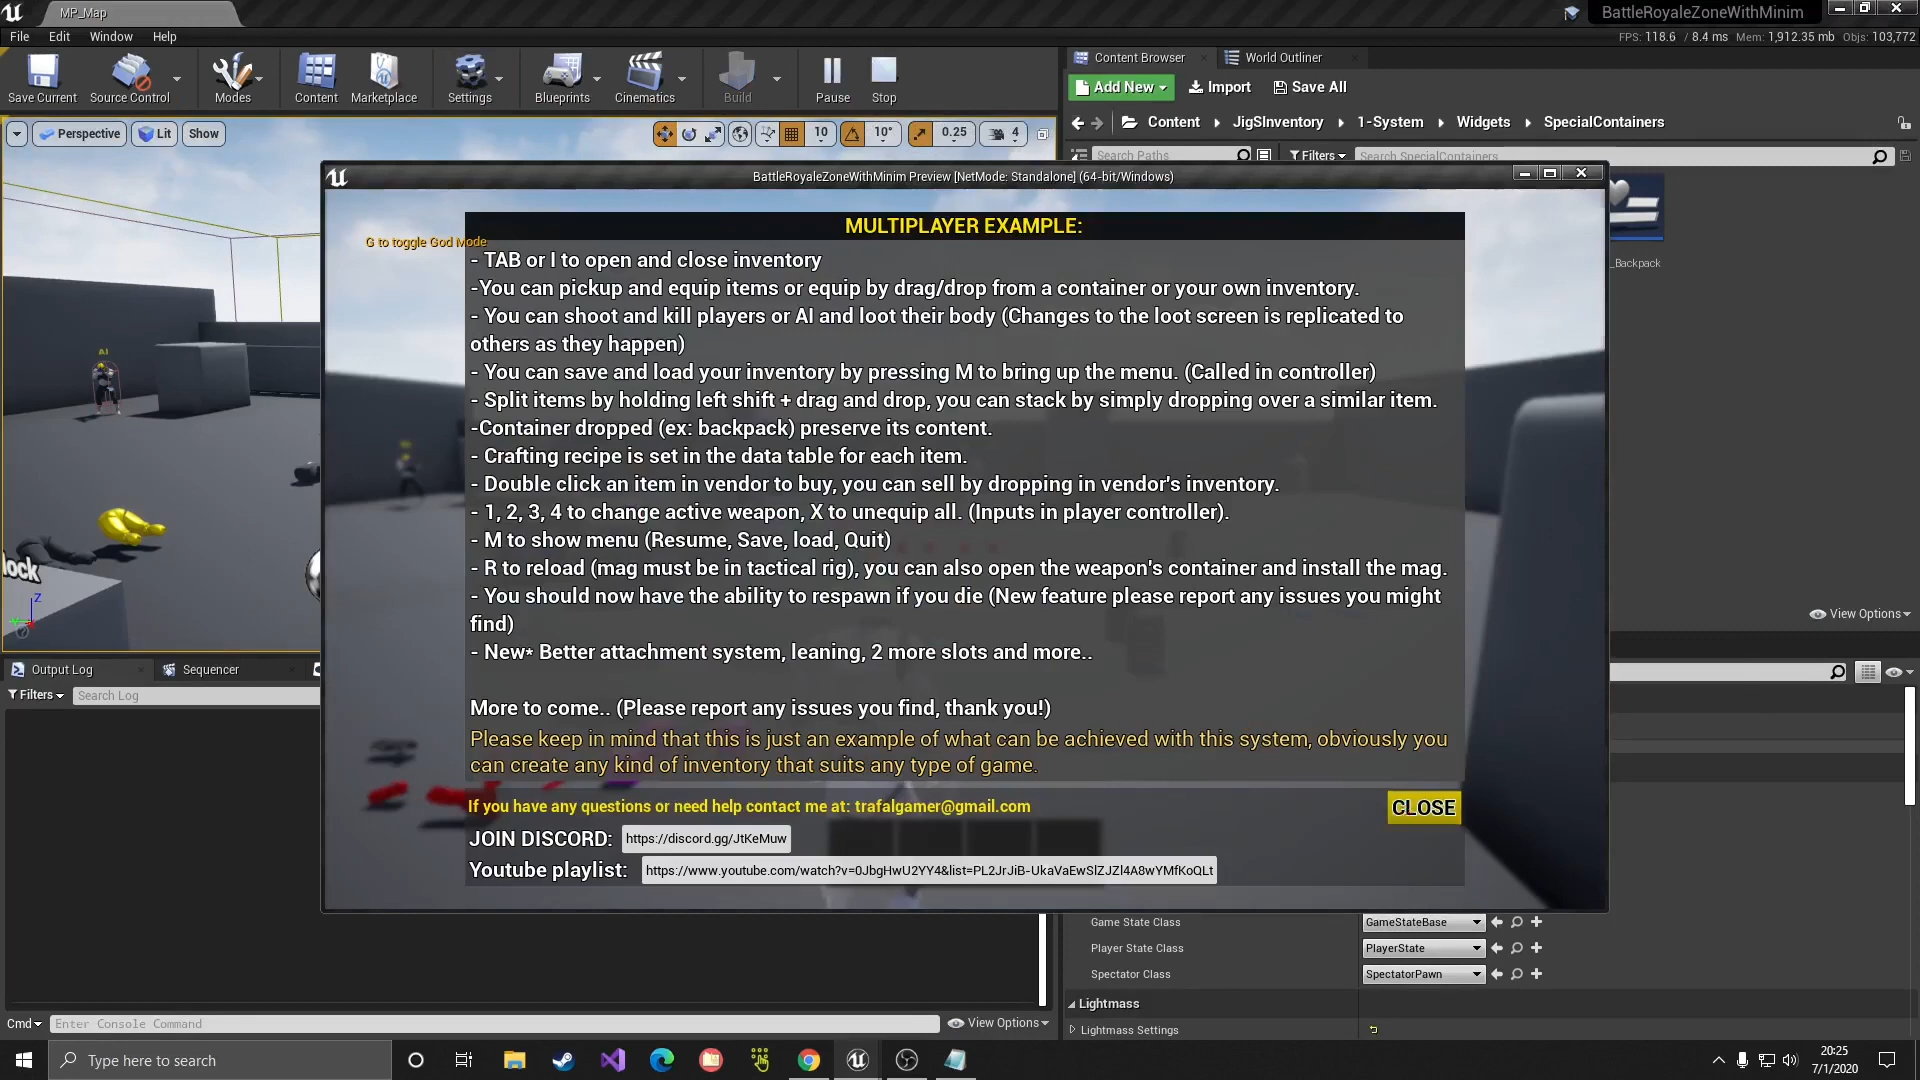 MP_Map
BattleRoyaleZoneWithMinim
File Edit Window Help
FPS: 118.6 / 8.4 ms Mem: 1,912.35 mb Objs: 103,772
Save Current Source Control Modes Content Marketplace Settings Blueprints Cinematics Build Pause Stop
Content Browser World Outliner
Add New Import Save All
Content JigSInventory 1-System Widgets SpecialContainers
Perspective Lit Show 10 10° 0.25 4
Search Paths Filters Search SpecialContainers
BattleRoyaleZoneWithMinim Preview [NetMode: Standalone] (64-bit/Windows)
MULTIPLAYER EXAMPLE:
G to toggle God Mode
- TAB or I to open and close inventory
_Backpack
-You can pickup and equip items or equip by drag/drop from a container or your own inventory.
- You can shoot and kill players or AI and loot their body (Changes to the loot screen is replicated to
others as they happen)
AI
- You can save and load your inventory by pressing M to bring up the menu. (Called in controller)
- Split items by holding left shift + drag and drop, you can stack by simply dropping over a similar item.
-Container dropped (ex: backpack) preserve its content.
- Crafting recipe is set in the data table for each item.
- Double click an item in vendor to buy, you can sell by dropping in vendor's inventory.
- 1, 2, 3, 4 to change active weapon, X to unequip all. (Inputs in player controller).
- M to show menu (Resume, Save, load, Quit)
- R to reload (mag must be in tactical rig), you can also open the weapon's container and install the mag.
lock
- You should now have the ability to respawn if you die (New feature please report any issues you might
find)
Z
View Options
- New* Better attachment system, leaning, 2 more slots and more..
Output Log Sequencer
Filters Search Log
More to come.. (Please report any issues you find, thank you!)
Please keep in mind that this is just an example of what can be achieved with this system, obviously you
can create any kind of inventory that suits any type of game.
If you have any questions or need help contact me at: trafalgamer@gmail.com
CLOSE
JOIN DISCORD: https://discord.gg/JtKeMuw
Youtube playlist: https://www.youtube.com/watch?v=0JbgHwU2YY4&list=PL2JrJiB-UkaVaEwSlZJZl4A8wYMfKoQLt
Game State Class GameStateBase
Player State Class PlayerState
Spectator Class SpectatorPawn
Lightmass
Lightmass Settings
Cmd Enter Console Command View Options
Type here to search
20:25
7/1/2020